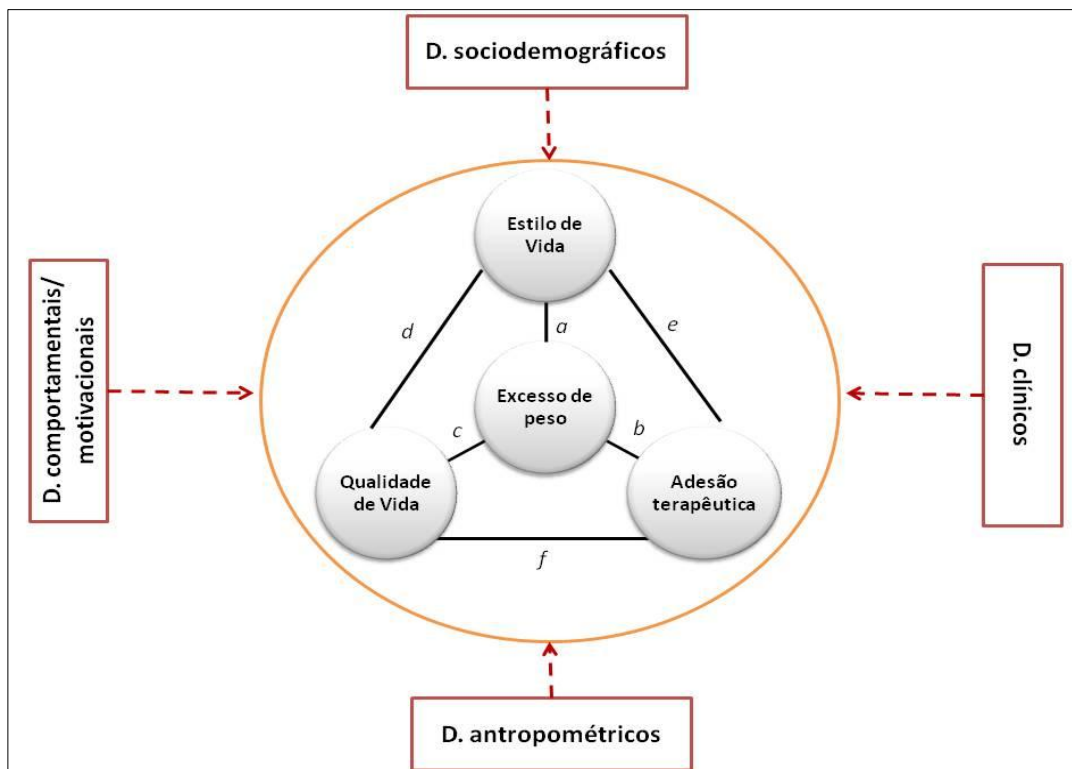 D. sociodemográficos
Estilo de
Vida
d
a
e
D. comportamentais/
motivacionais
Excesso de
peso
D. clínicos
c
b
Qualidade
de Vida
Adesão
terapêutica
f
D. antropométricos